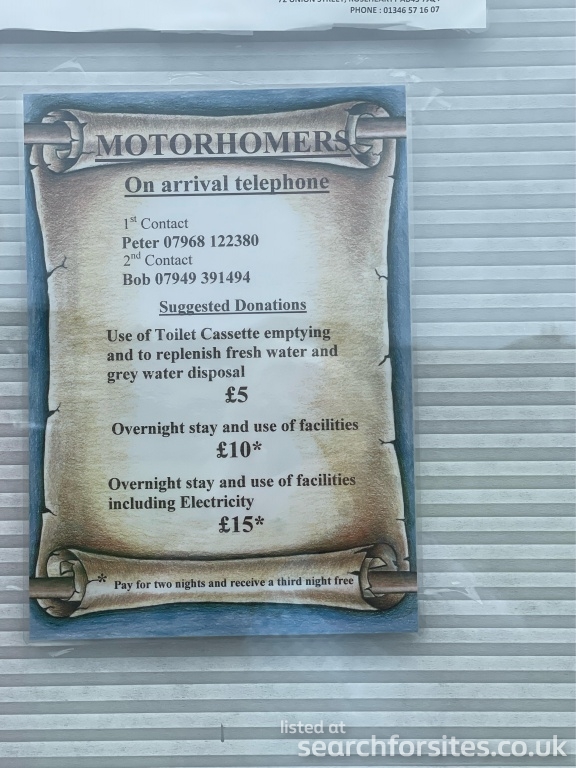 PHONE : 01346 57 16 07
MOTORHOMERS
On arrival telephone
1st Contact
Peter 07968 122380
2nd Contact
Bob 07949 391494
Suggested Donations
Use of Toilet Cassette emptying
and to replenish fresh water and
grey water disposal
£5
Overnight stay and use of facilities
£10*
Overnight stay and use of facilities
including Electricity
£15*
* Pay for two nights and receive a third night free
listed at
searchforsites.co.uk